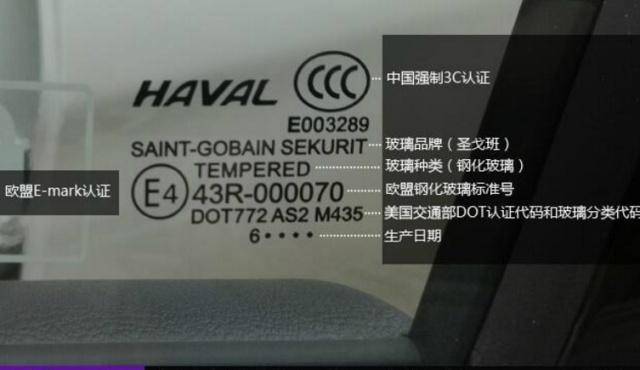 HAVAL CCC
中国强制3C认证
E003289
SAINT-GOBAIN SEKURIT
玻璃品牌（圣戈班）
TEMPERED
玻璃种类（钢化玻璃）
欧盟E-mark认证
E4 43R-000070
欧盟钢化玻璃标准号
DOT772 AS2 M435
美国交通部DOT认证代码和玻璃分类代码
6••••
生产日期